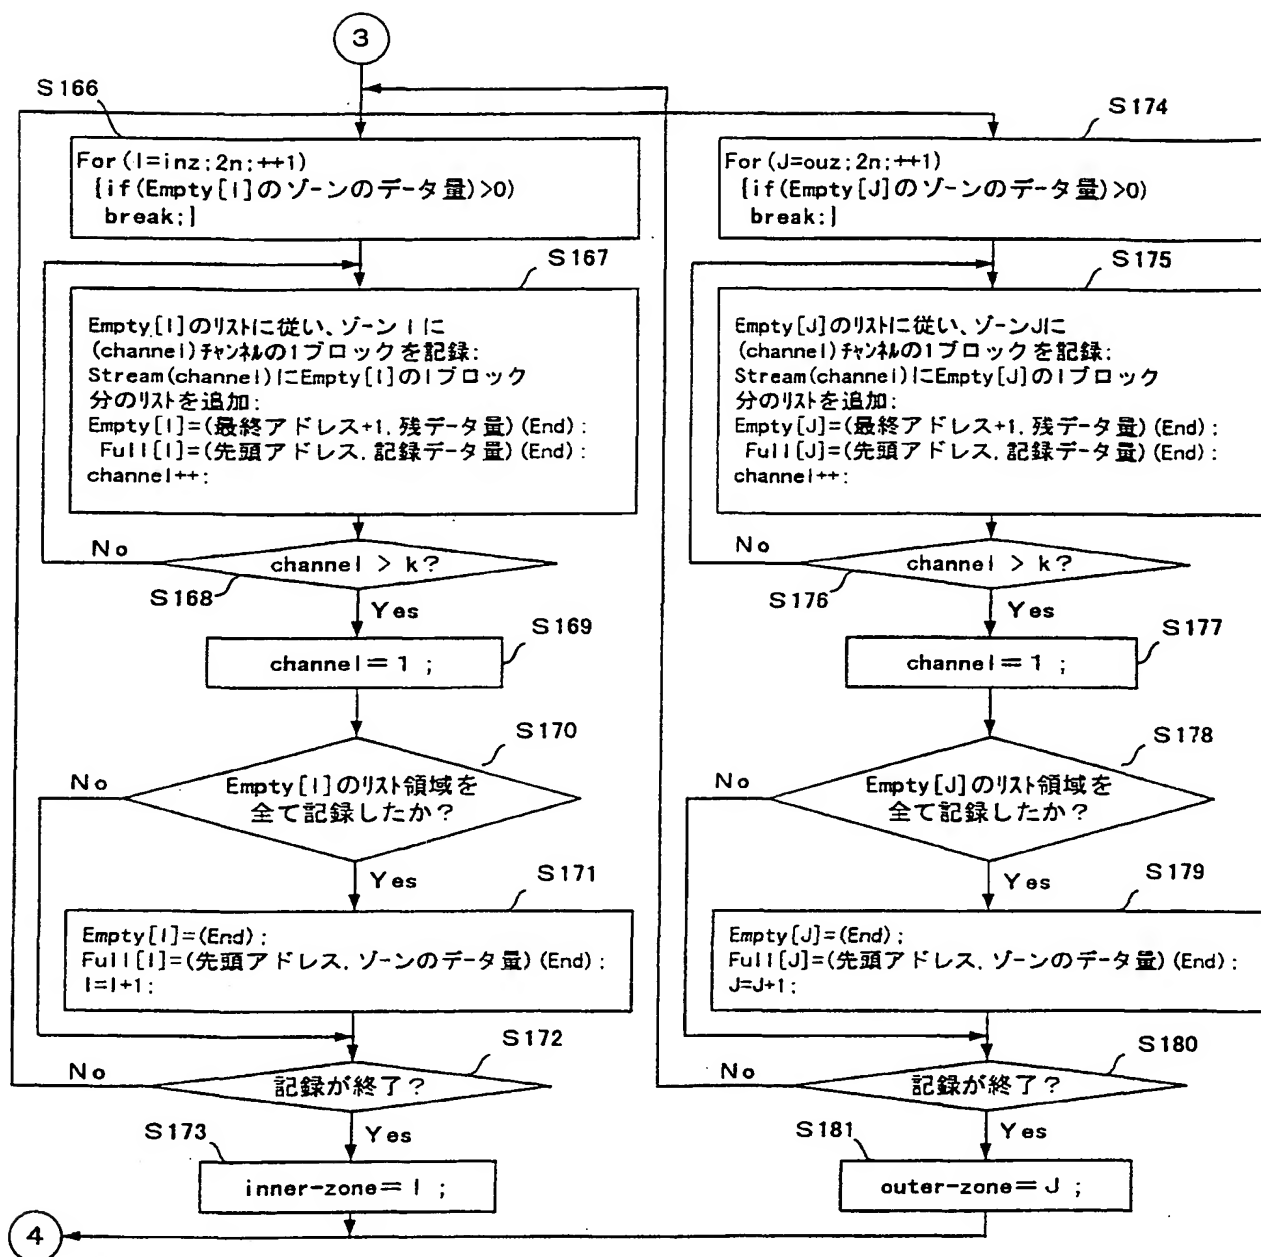 3
S166
For(I=inz;2n;++1)
{if(Empty[I]のゾーンのデータ量)>0)
break;}
S167
Empty[I]のリストに従い、ゾーン I に
(channel)チャンネルの1ブロックを記録:
Stream(channel)にEmpty[I]の1ブロック
分のリストを追加:
Empty[I]=(最終アドレス+1,残データ量)(End):
Full[I]=(先頭アドレス,記録データ量)(End):
channel++:
No
channel > k?
S168
Yes
S169
channel=1 ;
S170
No
Empty[I]のリスト領域を
全て記録したか?
Yes
S171
Empty[I]=(End);
Full[I]=(先頭アドレス,ゾーンのデータ量)(End):
I=I+1:
S172
No
記録が終了?
S173
Yes
inner-zone=I ;
4
S174
For(J=ouz;2n;++1)
{if(Empty[J]のゾーンのデータ量)>0)
break:}
S175
Empty[J]のリストに従い、ゾーンJに
(channel)チャンネルの1ブロックを記録:
Stream(channel)にEmpty[J]の1ブロック
分のリストを追加:
Empty[J]=(最終アドレス+1,残データ量)(End):
Full[J]=(先頭アドレス,記録データ量)(End):
channel++:
No
channel > k?
S176
Yes
S177
channel=1 ;
S178
No
Empty[J]のリスト領域を
全て記録したか?
Yes
S179
Empty[J]=(End);
Full[J]=(先頭アドレス,ゾーンのデータ量)(End):
J=J+1:
S180
No
記録が終了?
S181
Yes
outer-zone=J ;